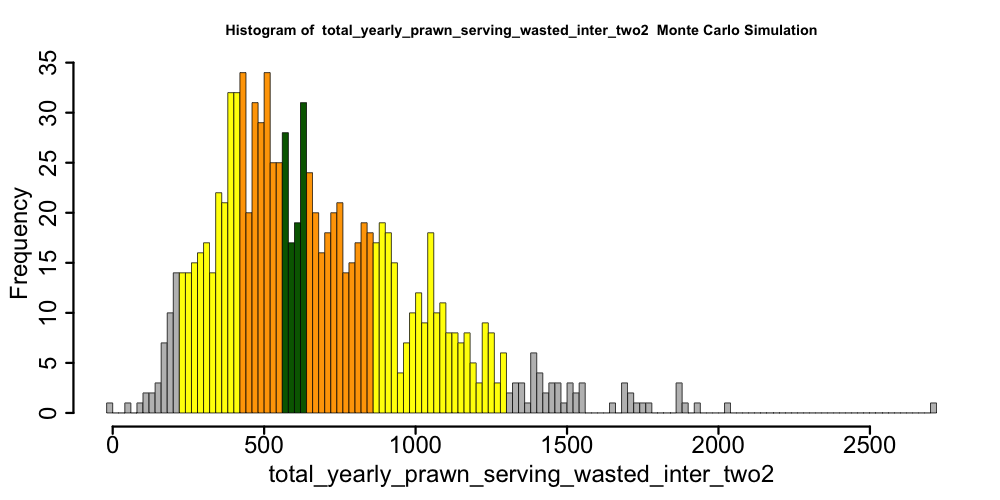 Histogram of  total_yearly_prawn_serving_wasted_inter_two2  Monte Carlo Simulation
Frequency
35
30
25
20
15
10
5
0
0 500 1000 1500 2000 2500
total_yearly_prawn_serving_wasted_inter_two2